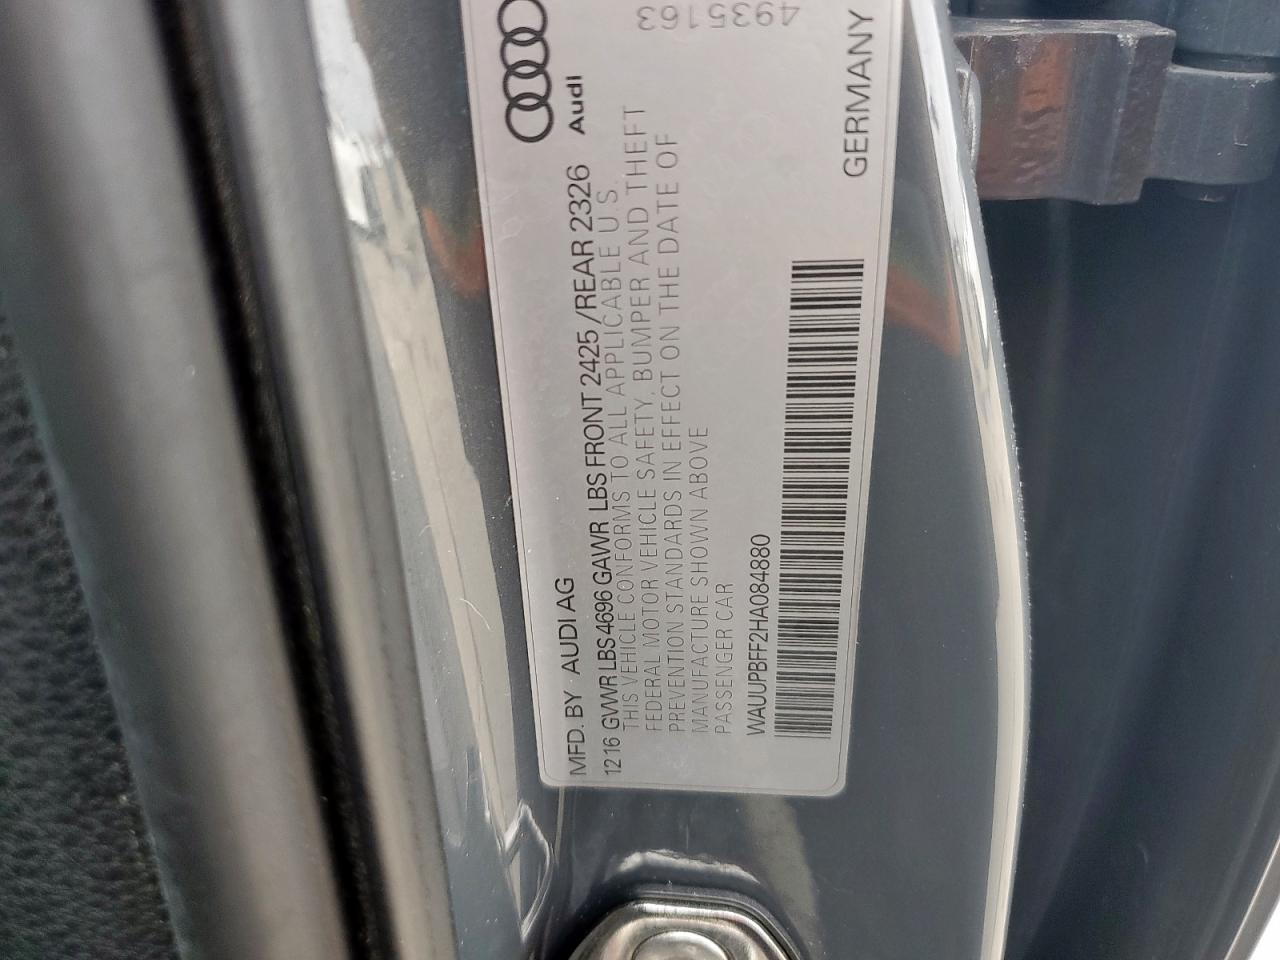 Audi
4935163
MFD. BY AUDI AG
12 16 GVWR LBS 4696 GAWR LBS FRONT 2425 /REAR 2326
THIS VEHICLE CONFORMS TO ALL APPLICABLE U.S.
FEDERAL MOTOR VEHICLE SAFETY, BUMPER AND THEFT
PREVENTION STANDARDS IN EFFECT ON THE DATE OF
MANUFACTURE SHOWN ABOVE
PASSENGER CAR
WAUUPBFF2HA084880
GERMANY